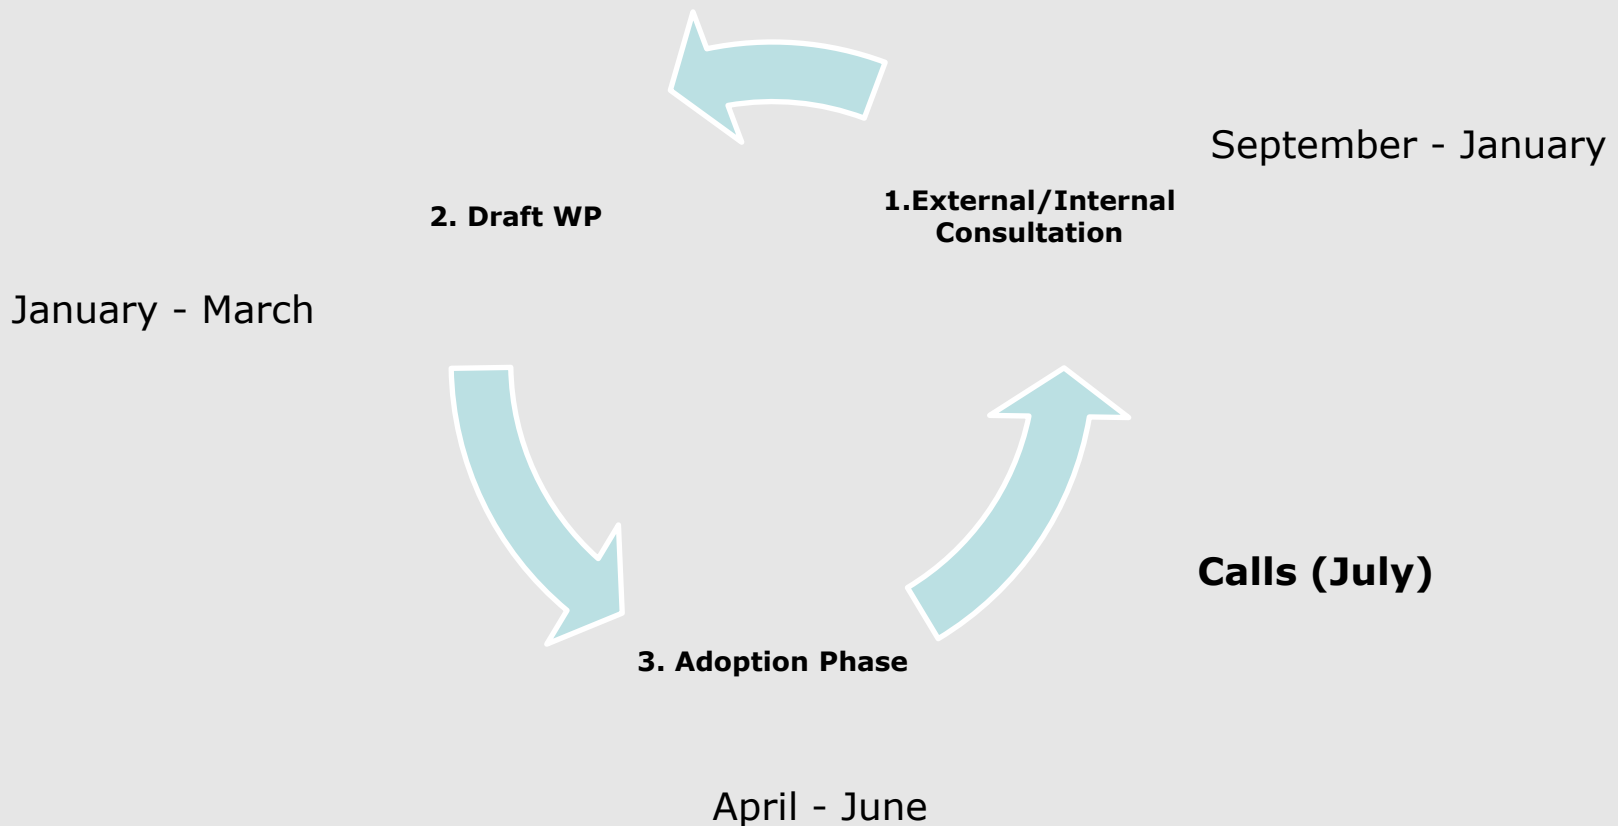 September - January
1.External/Internal
Consultation
2. Draft WP
January - March
Calls (July)
3. Adoption Phase
April - June